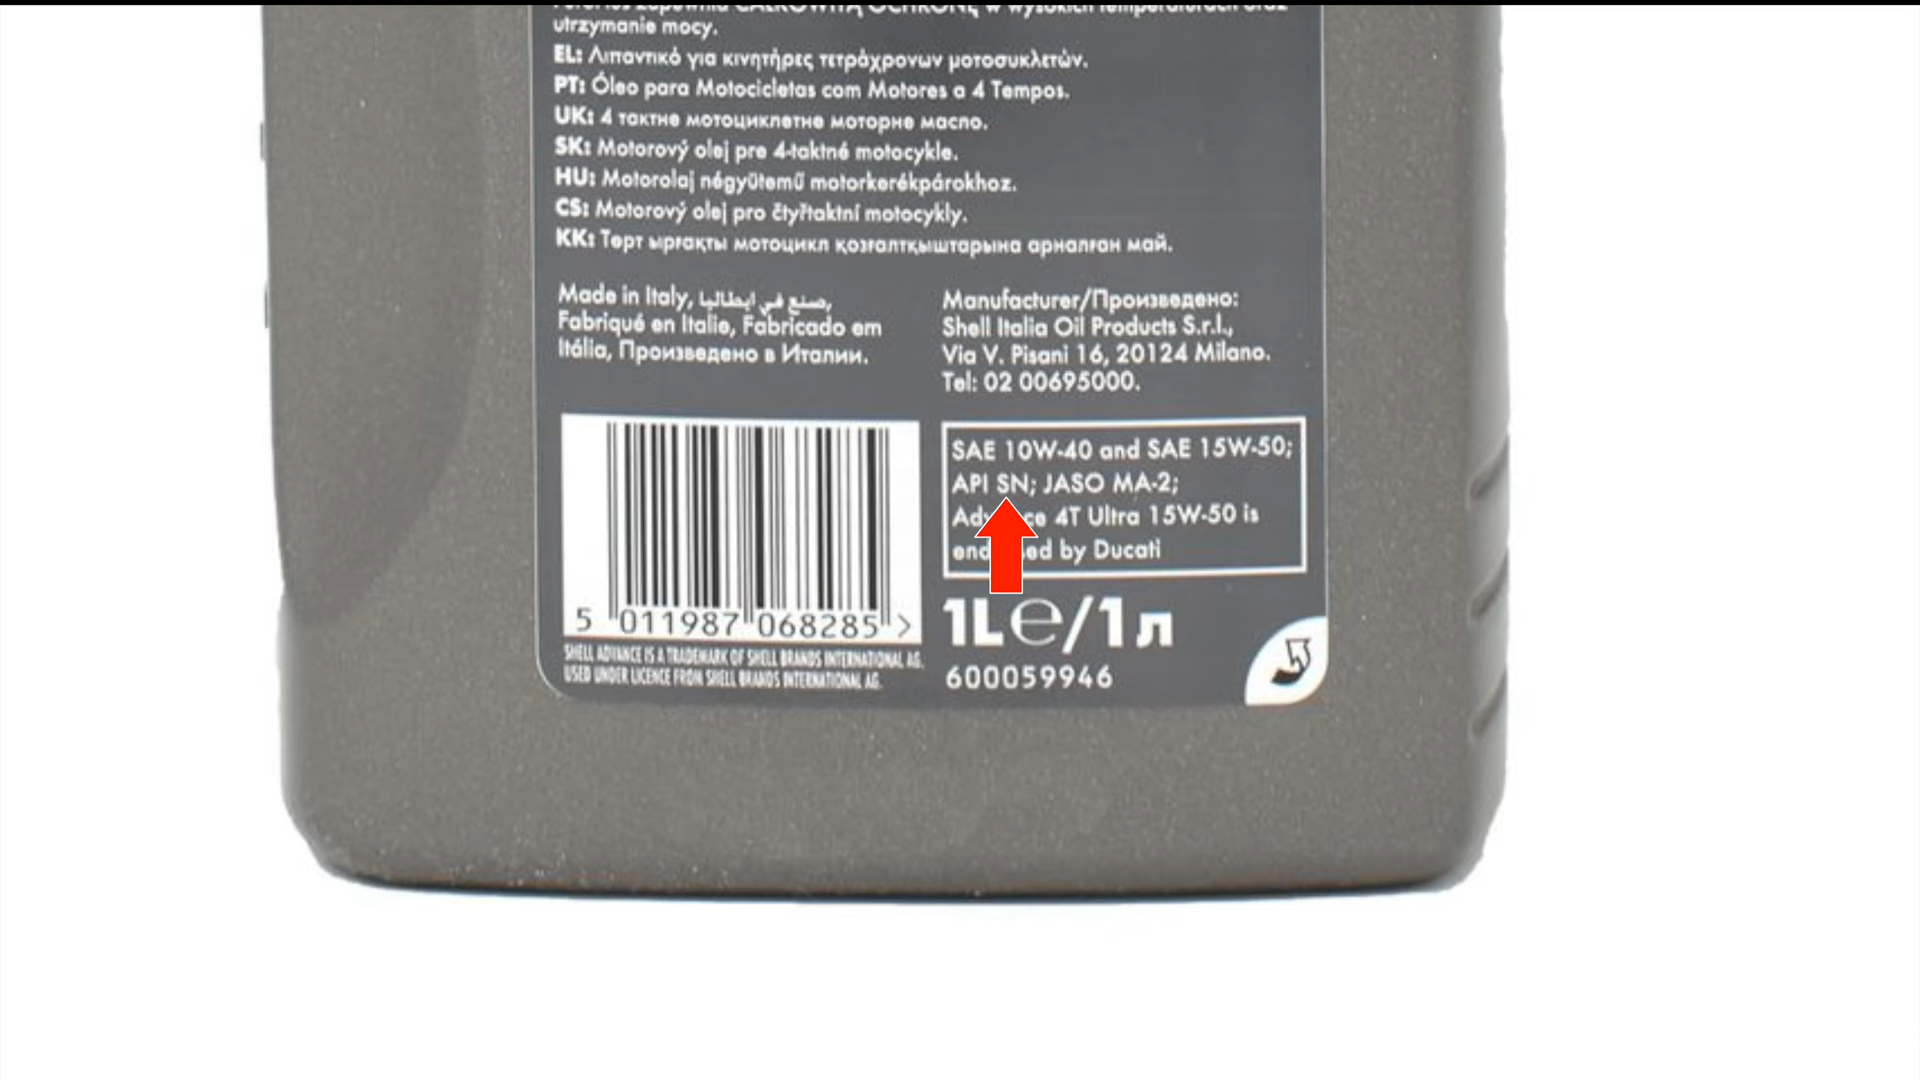 utrzymanie mocy.
EL: Λιπαντικό για κινητήρες τετράχρονων μοτοσυκλετών.
PT: Óleo para Motocicletas com Motores a 4 Tempos.
UK: 4 тактне мотоциклетне моторне масло.
SK: Motorový olej pre 4-taktné motocykle.
HU: Motorolaj négyütemű motorkerékpárokhoz.
CS: Motorový olej pro čtyřtaktní motocykly.
KK: Төрт ырғақты мотоцикл қозғалтқыштарына арналған май.
Made in Italy, صنع في ايطاليا,
Fabriqué en Italie, Fabricado em
Itália, Произведено в Италии.
Manufacturer/Произведено:
Shell Italia Oil Products S.r.l.,
Via V. Pisani 16, 20124 Milano.
Tel: 02 00695000.
SAE 10W-40 and SAE 15W-50;
API SN; JASO MA-2;
4T Ultra 15W-50 is
by Ducati
5 011987 068285 >
SHELL ADVANCE IS A TRADEMARK OF SHELL BRANDS INTERNATIONAL AG.
USED UNDER LICENCE FROM SHELL BRANDS INTERNATIONAL AG.
1L℮/1л
600059946